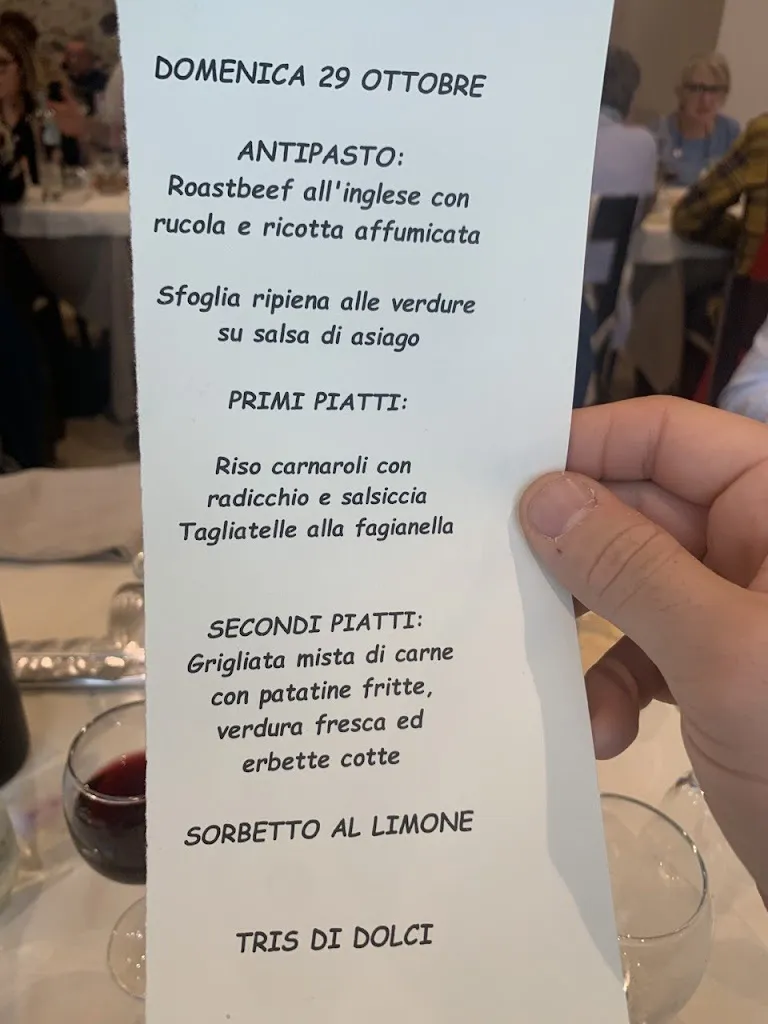 DOMENICA 29 OTTOBRE
ANTIPASTO:
Roastbeef all'inglese con
rucola e ricotta affumicata
Sfoglia ripiena alle verdure
su salsa di asiago
PRIMI PIATTI:
Riso carnaroli con
radicchio e salsiccia
Tagliatelle alla fagianella
SECONDI PIATTI:
Grigliata mista di carne
con patatine fritte,
verdura fresca ed
erbette cotte
SORBETTO AL LIMONE
TRIS DI DOLCI